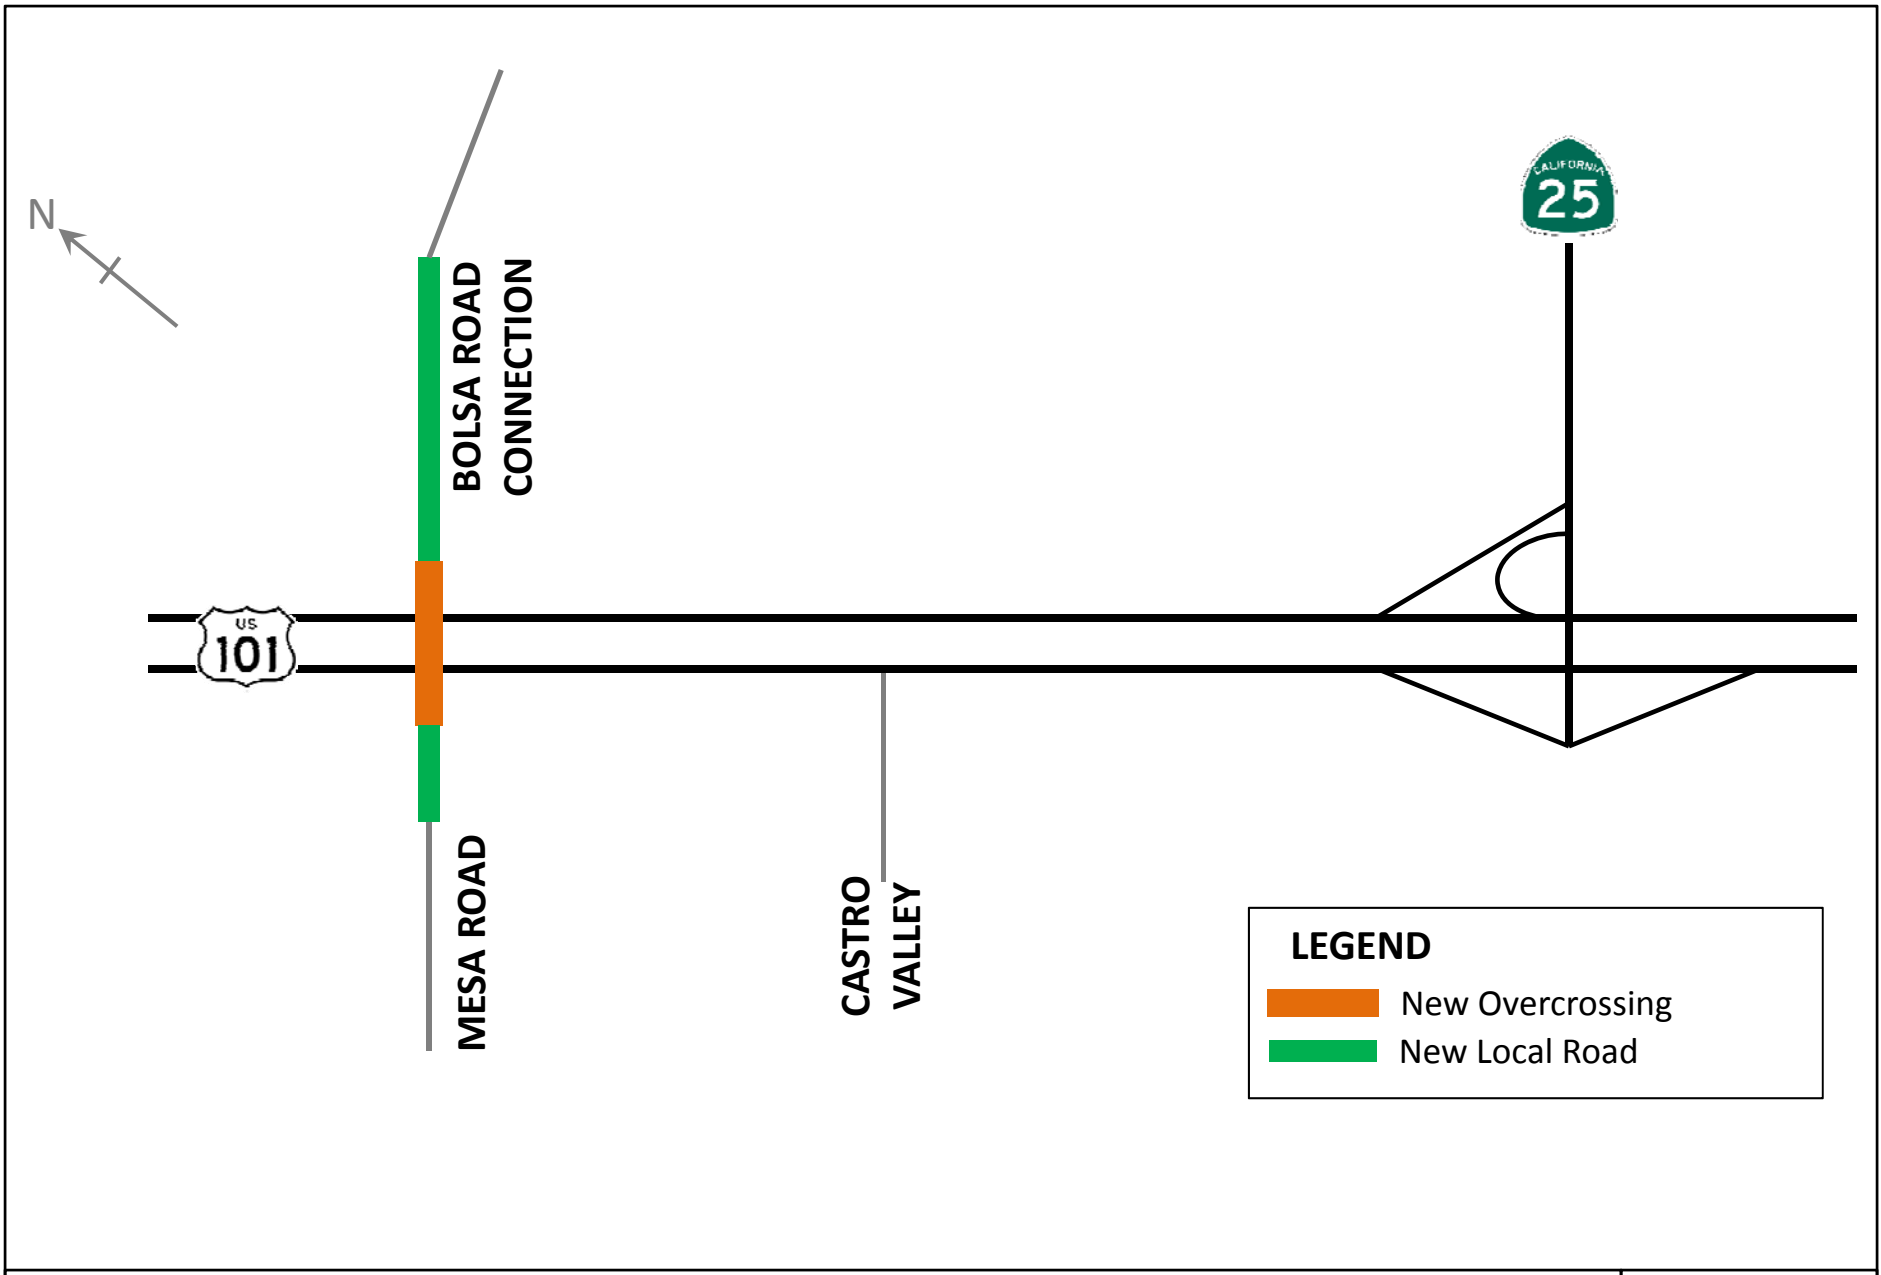 N
BOLSA ROAD
CONNECTION
CALIFORNIA
25
US
101
MESA ROAD
CASTRO
VALLEY
LEGEND
New Overcrossing
New Local Road